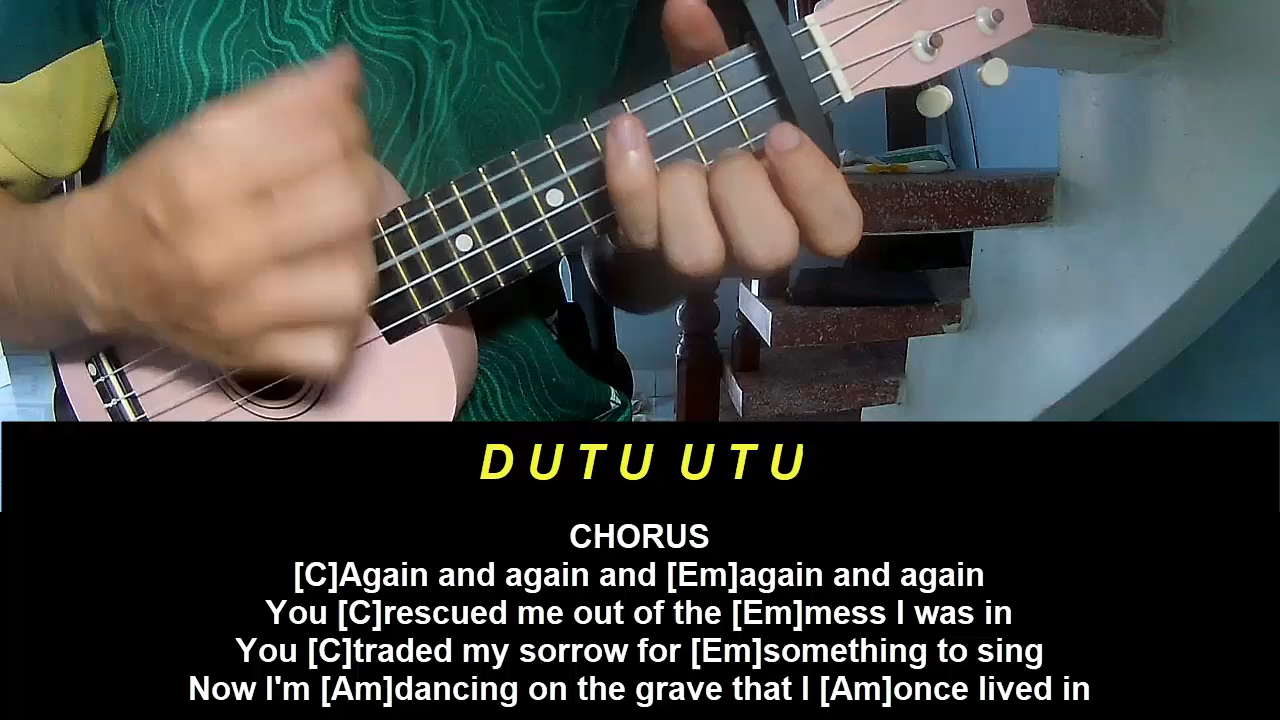 D U T U U T U
CHORUS
[C]Again and again and [Em]again and again
You [C]rescued me out of the [Em]mess I was in
You [C]traded my sorrow for [Em]something to sing
Now I'm [Am]dancing on the grave that I [Am]once lived in